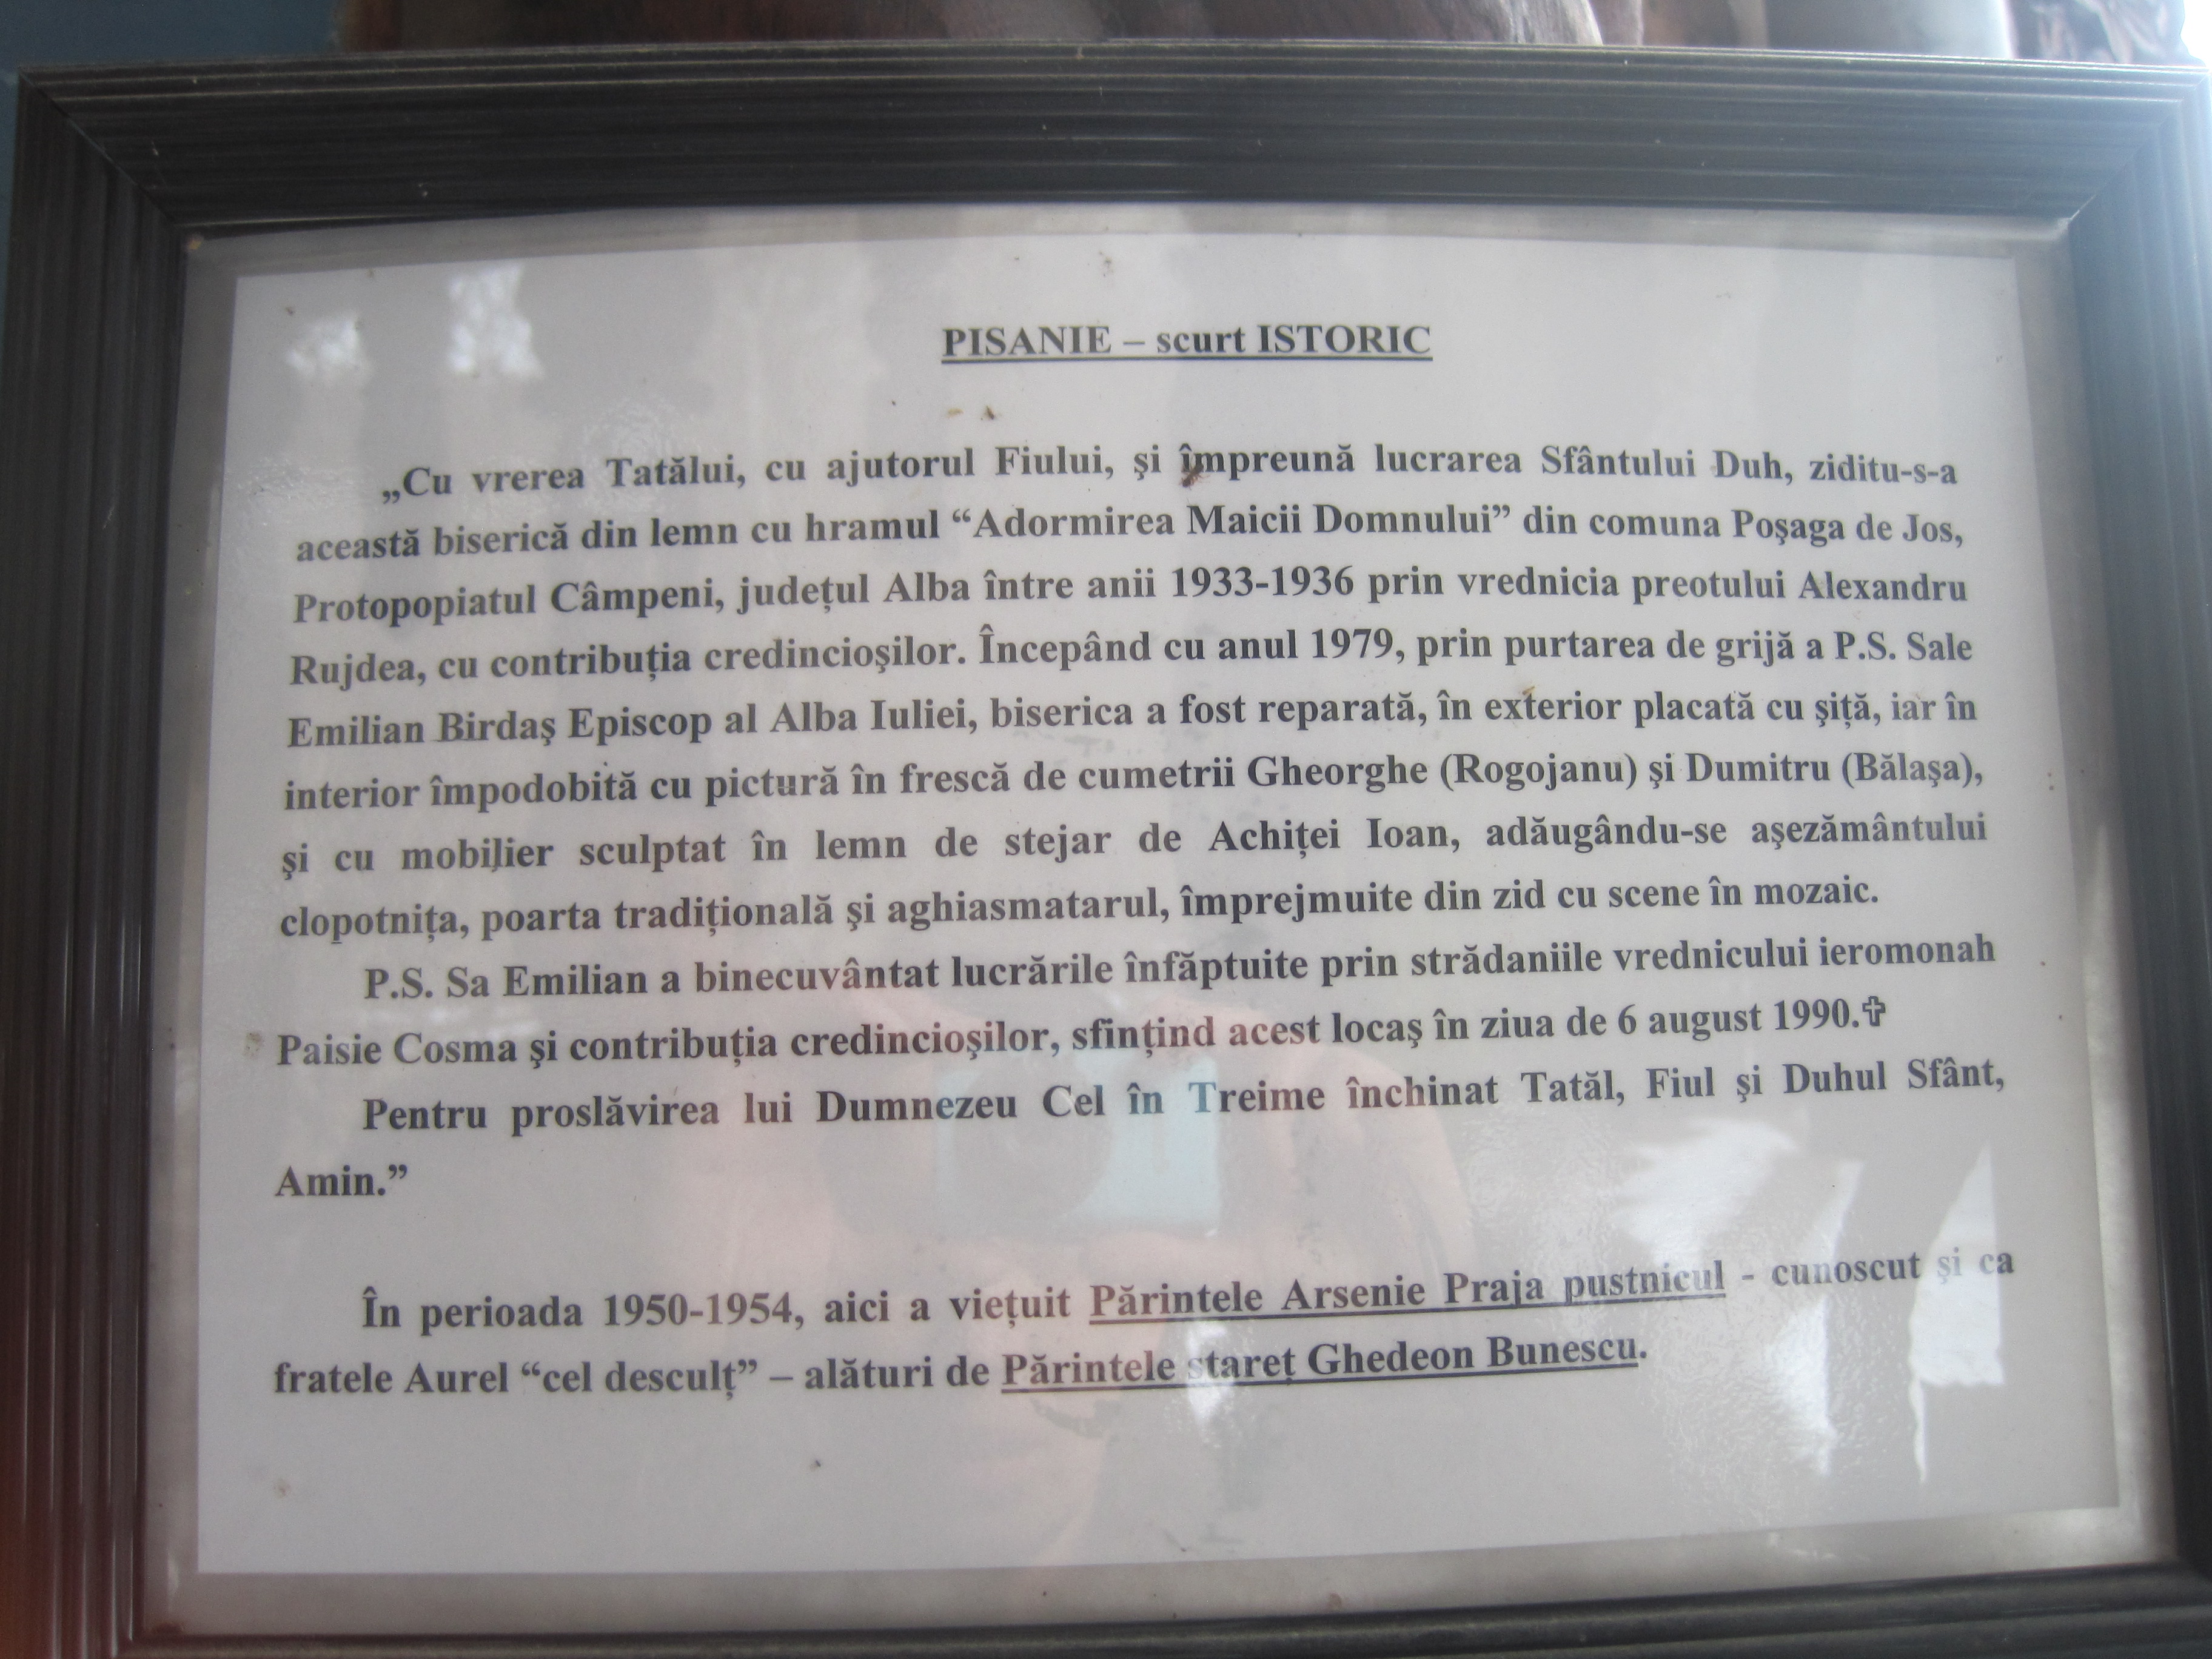 PISANIE – scurt ISTORIC
„Cu vrerea Tatălui, cu ajutorul Fiului, şi împreună lucrarea Sfântului Duh, ziditu-s-a
această biserică din lemn cu hramul “Adormirea Maicii Domnului” din comuna Poşaga de Jos,
Protopopiatul Câmpeni, judeţul Alba între anii 1933-1936 prin vrednicia preotului Alexandru
Rujdea, cu contribuţia credincioşilor. Începând cu anul 1979, prin purtarea de grijă a P.S. Sale
Emilian Birdaş Episcop al Alba Iuliei, biserica a fost reparată, în exterior placată cu şiţă, iar în
interior împodobită cu pictură în frescă de cumetrii Gheorghe (Rogojanu) şi Dumitru (Bălaşa),
şi cu mobilier sculptat în lemn de stejar de Achiţei Ioan, adăugându-se aşezământului
clopotniţa, poarta tradiţională şi aghiasmatarul, împrejmuite din zid cu scene în mozaic.
P.S. Sa Emilian a binecuvântat lucrările înfăptuite prin strădaniile vrednicului ieromonah
Paisie Cosma şi contribuţia credincioşilor, sfinţind acest locaş în ziua de 6 august 1990.✞
Pentru proslăvirea lui Dumnezeu Cel în Treime închinat Tatăl, Fiul şi Duhul Sfânt,
Amin.”
În perioada 1950-1954, aici a vieţuit Părintele Arsenie Praja pustnicul - cunoscut şi ca
fratele Aurel “cel desculţ” – alături de Părintele stareţ Ghedeon Bunescu.